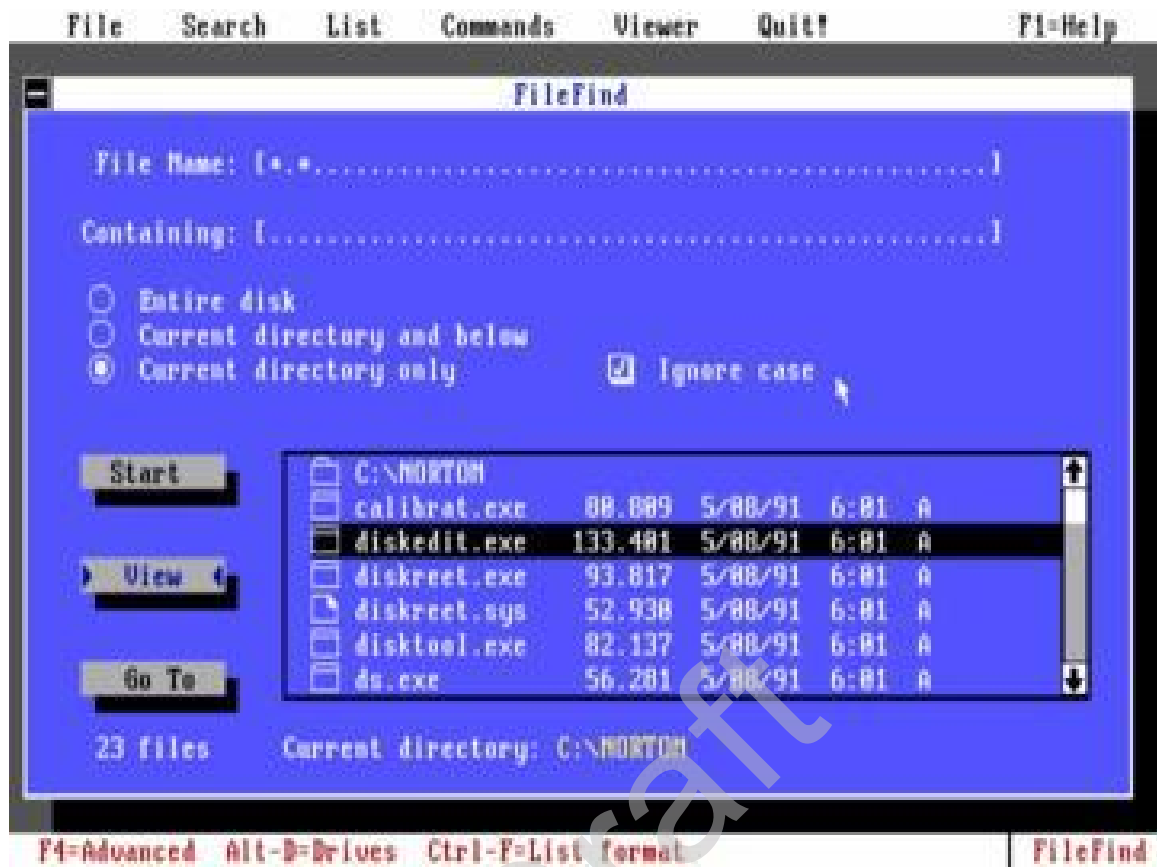 File Search List Commands Viewer Quit! F1=Help
FileFind
File Name: [*.*.................................................]
Containing: [....................................................]
Entire disk
Current directory and below
Current directory only Ignore case
Start
View
Go To
C:\NORTON
calibrat.exe 80.809 5/08/91 6:01 A
diskedit.exe 133.401 5/08/91 6:01 A
diskreet.exe 93.817 5/08/91 6:01 A
diskreet.sys 52.930 5/08/91 6:01 A
disktool.exe 82.137 5/08/91 6:01 A
ds.exe 56.201 5/08/91 6:01 A
23 files Current directory: C:\NORTON
F4=Advanced Alt-D=Drives Ctrl-F=List format FileFind